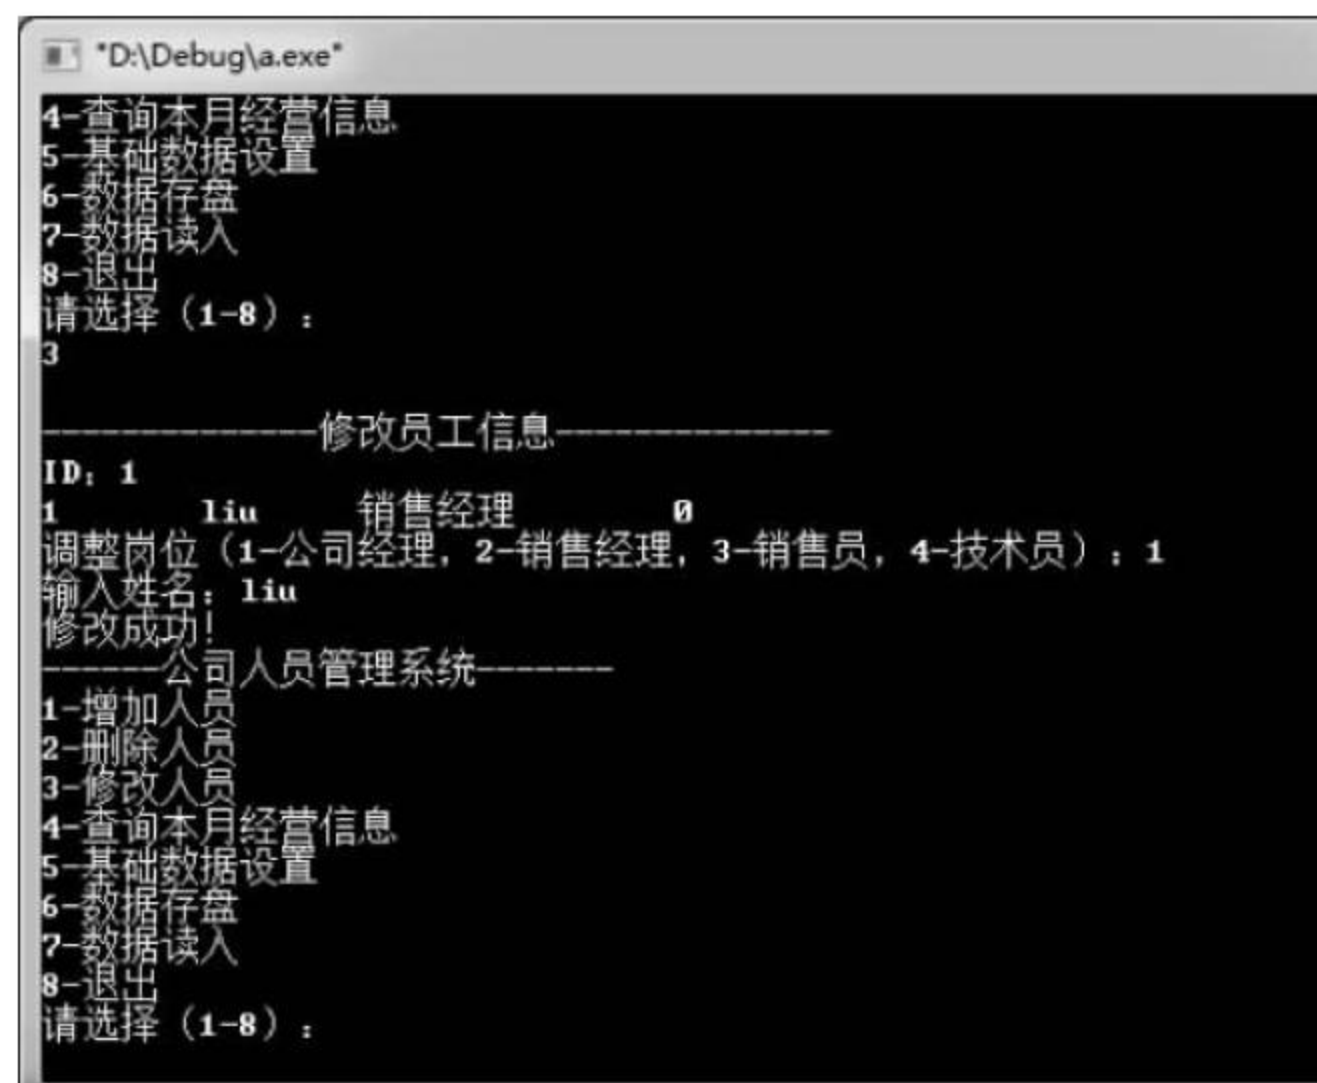 "D:\Debug\a.exe"
4-查询本月经营信息
5-基础数据设置
6-数据存盘
7-数据读入
8-退出
请选择（1-8）：
3
--------------修改员工信息--------------
ID：1
1 liu 销售经理 0
调整岗位（1-公司经理，2-销售经理，3-销售员，4-技术员）：1
输入姓名：liu
修改成功！
------公司人员管理系统-------
1-增加人员
2-删除人员
3-修改人员
4-查询本月经营信息
5-基础数据设置
6-数据存盘
7-数据读入
8-退出
请选择（1-8）：